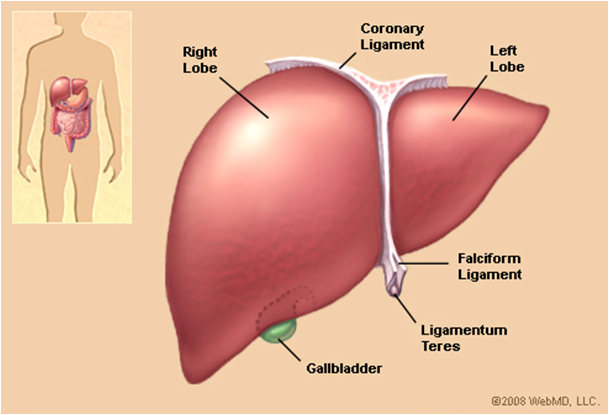 Coronary
Ligament
Right
Lobe
Left
Lobe
Falciform
Ligament
Ligamentum
Teres
Gallbladder
©2008 WebMD, LLC.